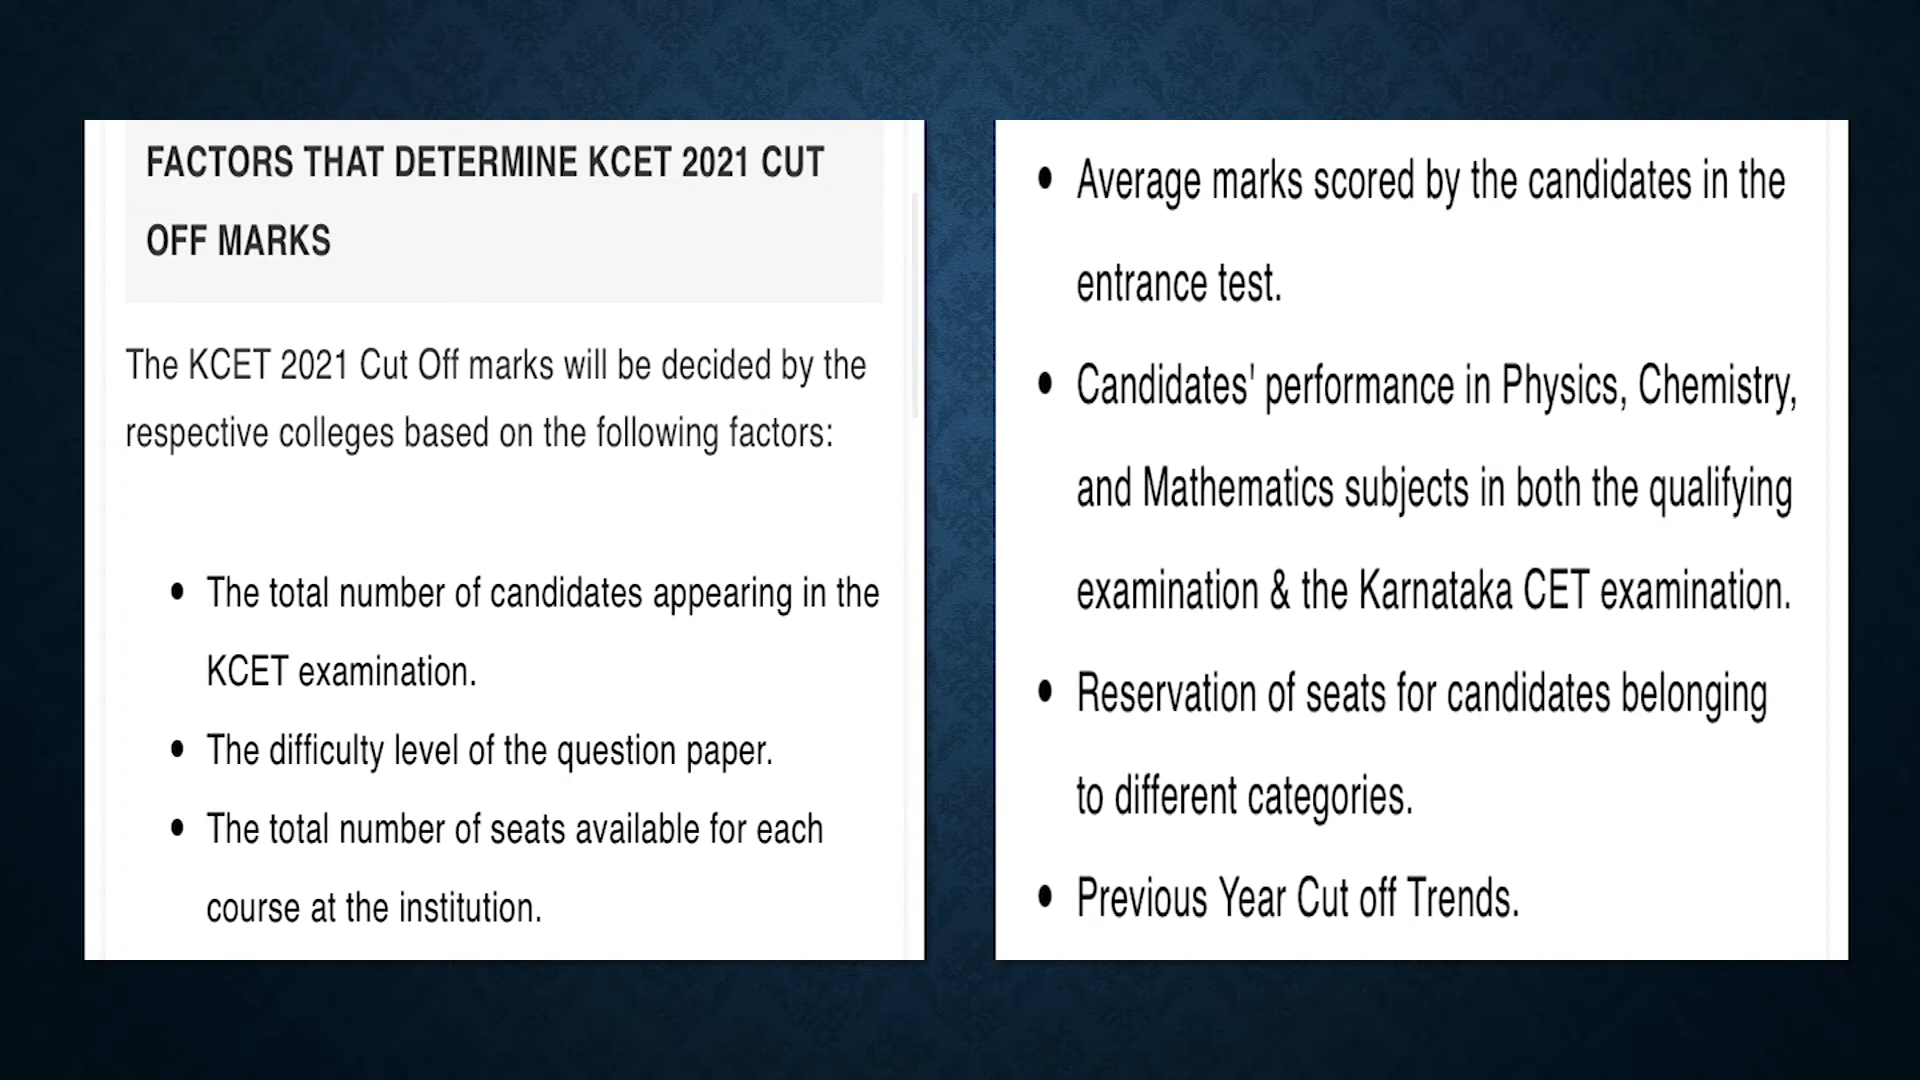 FACTORS THAT DETERMINE KCET 2021 CUT
OFF MARKS
The KCET 2021 Cut Off marks will be decided by the
respective colleges based on the following factors:
• The total number of candidates appearing in the
KCET examination.
• The difficulty level of the question paper.
• The total number of seats available for each
course at the institution.
• Average marks scored by the candidates in the
entrance test.
• Candidates' performance in Physics, Chemistry,
and Mathematics subjects in both the qualifying
examination & the Karnataka CET examination.
• Reservation of seats for candidates belonging
to different categories.
• Previous Year Cut off Trends.